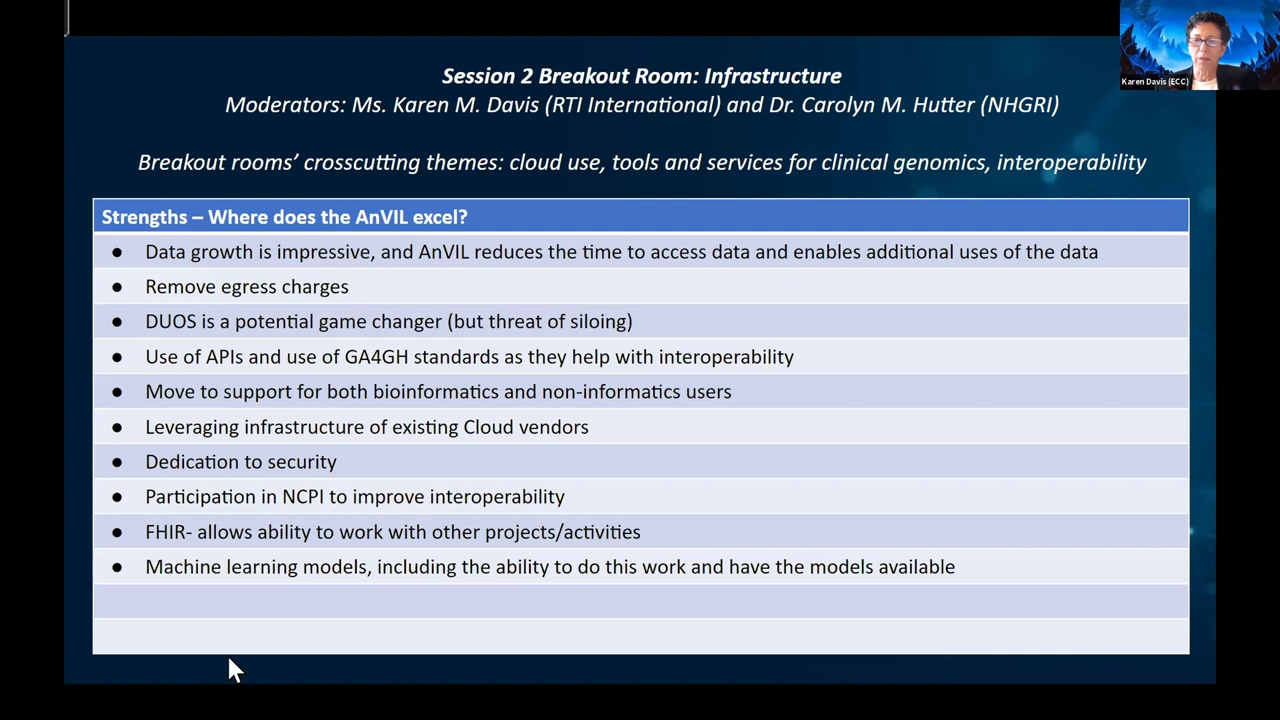 Karen Davis (ECC)
Session 2 Breakout Room: Infrastructure
Moderators: Ms. Karen M. Davis (RTI International) and Dr. Carolyn M. Hutter (NHGRI)
Breakout rooms’ crosscutting themes: cloud use, tools and services for clinical genomics, interoperability
Strengths – Where does the AnVIL excel?
● Data growth is impressive, and AnVIL reduces the time to access data and enables additional uses of the data
● Remove egress charges
● DUOS is a potential game changer (but threat of siloing)
● Use of APIs and use of GA4GH standards as they help with interoperability
● Move to support for both bioinformatics and non-informatics users
● Leveraging infrastructure of existing Cloud vendors
● Dedication to security
● Participation in NCPI to improve interoperability
● FHIR- allows ability to work with other projects/activities
● Machine learning models, including the ability to do this work and have the models available